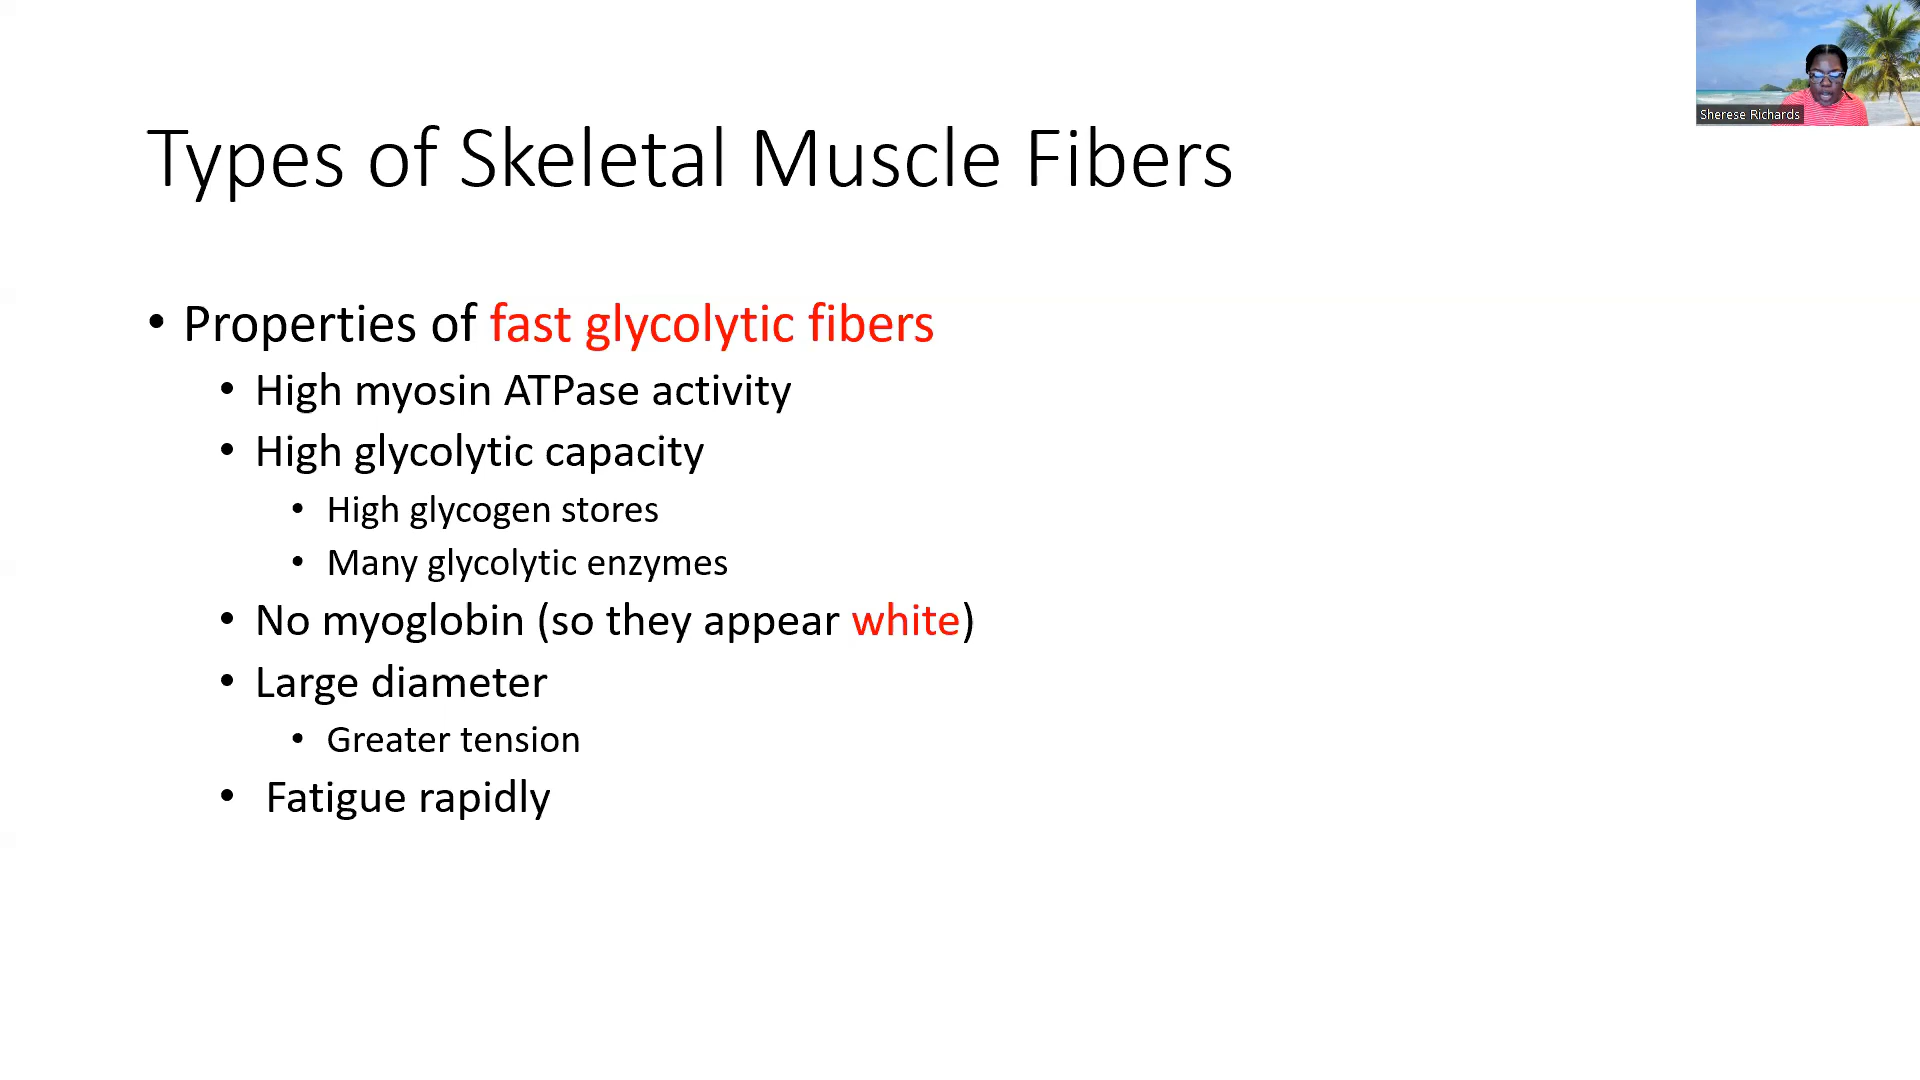 Sherese Richards
Types of Skeletal Muscle Fibers
• Properties of fast glycolytic fibers
• High myosin ATPase activity
• High glycolytic capacity
• High glycogen stores
• Many glycolytic enzymes
• No myoglobin (so they appear white)
• Large diameter
• Greater tension
• Fatigue rapidly